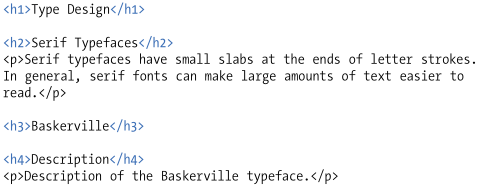 <h1>Type Design</h1>
<h2>Serif Typefaces</h2>
<p>Serif typefaces have small slabs at the ends of letter strokes.
In general, serif fonts can make large amounts of text easier to
read.</p>
<h3>Baskerville</h3>
<h4>Description</h4>
<p>Description of the Baskerville typeface.</p>